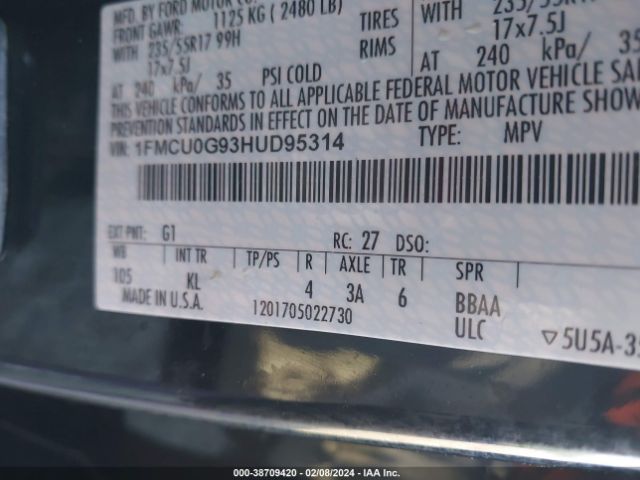 MFD. BY FORD MOTOR CO.
FRONT GAWR: 1125 KG ( 2480 LB)
WITH 235/55R17 99H TIRES
17x7.5J RIMS
AT 240 kPa/ 35 PSI COLD
WITH 235/55R17
17x7.5J
AT 240 kPa/ 35
THIS VEHICLE CONFORMS TO ALL APPLICABLE FEDERAL MOTOR VEHICLE SA
PREVENTION STANDARDS IN EFFECT ON THE DATE OF MANUFACTURE SHOW
VIN: 1FMCU0G93HUD95314 TYPE: MPV
EXT PNT: G1 RC: 27 DSO:
WB INT TR TP/PS R AXLE TR SPR
105 KL 4 3A 6 BBAA
MADE IN U.S.A. 1201705022730 ULC ▽5U5A-35
000-38709420 - 02/08/2024 - IAA Inc.